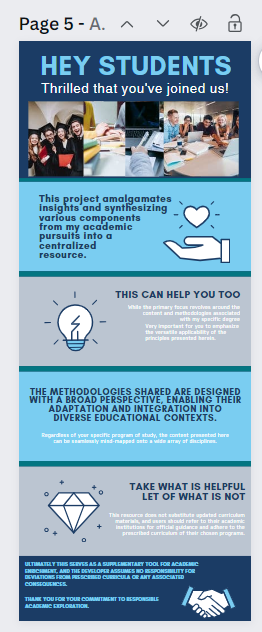 Page 5 - A.
HEY STUDENTS
Thrilled that you've joined us!
This project amalgamates
insights and synthesizing
various components
from my academic
pursuits into a
centralized
resource.
THIS CAN HELP YOU TOO
While the primary focus revolves around the
content and methodologies associated
with my specific degree
Very important for you to emphasize
the versatile applicability of the
principles presented herein.
THE METHODOLOGIES SHARED ARE DESIGNED
WITH A BROAD PERSPECTIVE, ENABLING THEIR
ADAPTATION AND INTEGRATION INTO
DIVERSE EDUCATIONAL CONTEXTS.
Regardless of your specific program of study, the content presented here
can be seamlessly mapped onto a wide array of disciplines.
TAKE WHAT IS HELPFUL
LET OF WHAT IS NOT
This resource does not substitute updated curriculum
materials, and users should refer to their academic
institutions for official guidance and adhere to the
prescribed curriculum of their chosen programs.
ULTIMATELY THIS SERVES AS A SUPPLEMENTARY TOOL FOR ACADEMIC
ENRICHMENT, AND THE DEVELOPER ASSUMES NO RESPONSIBILITY FOR
DEVIATIONS FROM PRESCRIBED CURRICULA OR ANY ASSOCIATED
CONSEQUENCES.
THANK YOU FOR YOUR COMMITMENT TO RESPONSIBLE
ACADEMIC EXPLORATION.